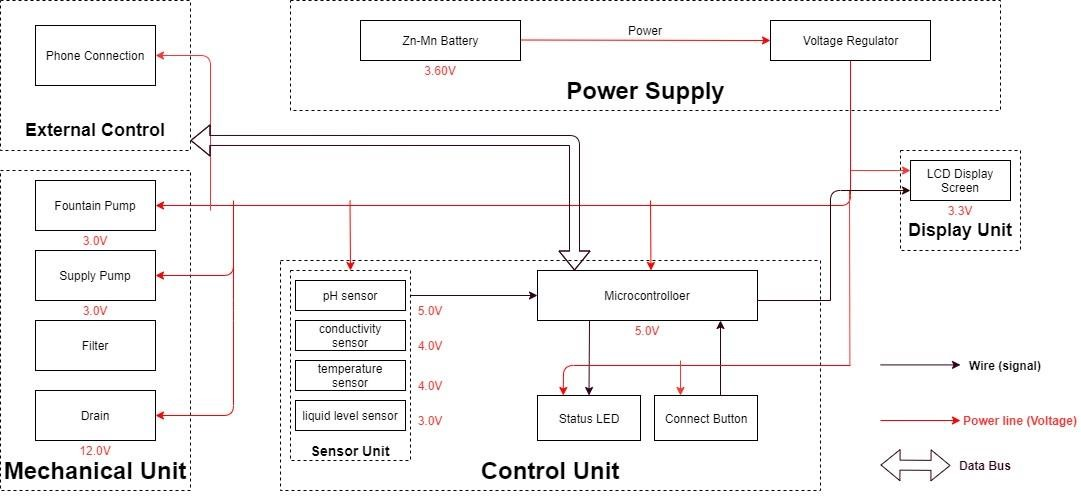 Phone Connection
External Control
Zn-Mn Battery
3.60V
Power
Voltage Regulator
Power Supply
LCD Display
Screen
3.3V
Display Unit
Fountain Pump
3.0V
Supply Pump
3.0V
Filter
Drain
12.0V
Mechanical Unit
pH sensor
5.0V
conductivity
sensor
4.0V
temperature
sensor
4.0V
liquid level sensor
3.0V
Sensor Unit
Microcontrolloer
5.0V
Status LED
Connect Button
Control Unit
Wire (signal)
Power line (Voltage)
Data Bus